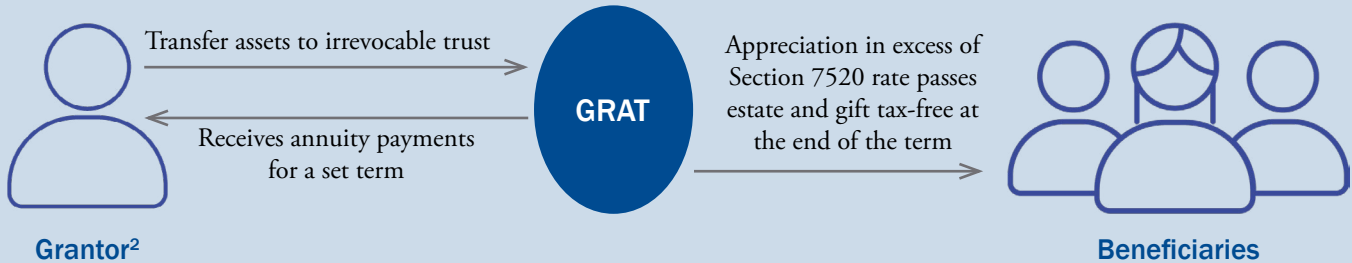 Transfer assets to irrevocable trust
Receives annuity payments
for a set term
Grantor²
GRAT
Appreciation in excess of
Section 7520 rate passes
estate and gift tax-free at
the end of the term
Beneficiaries